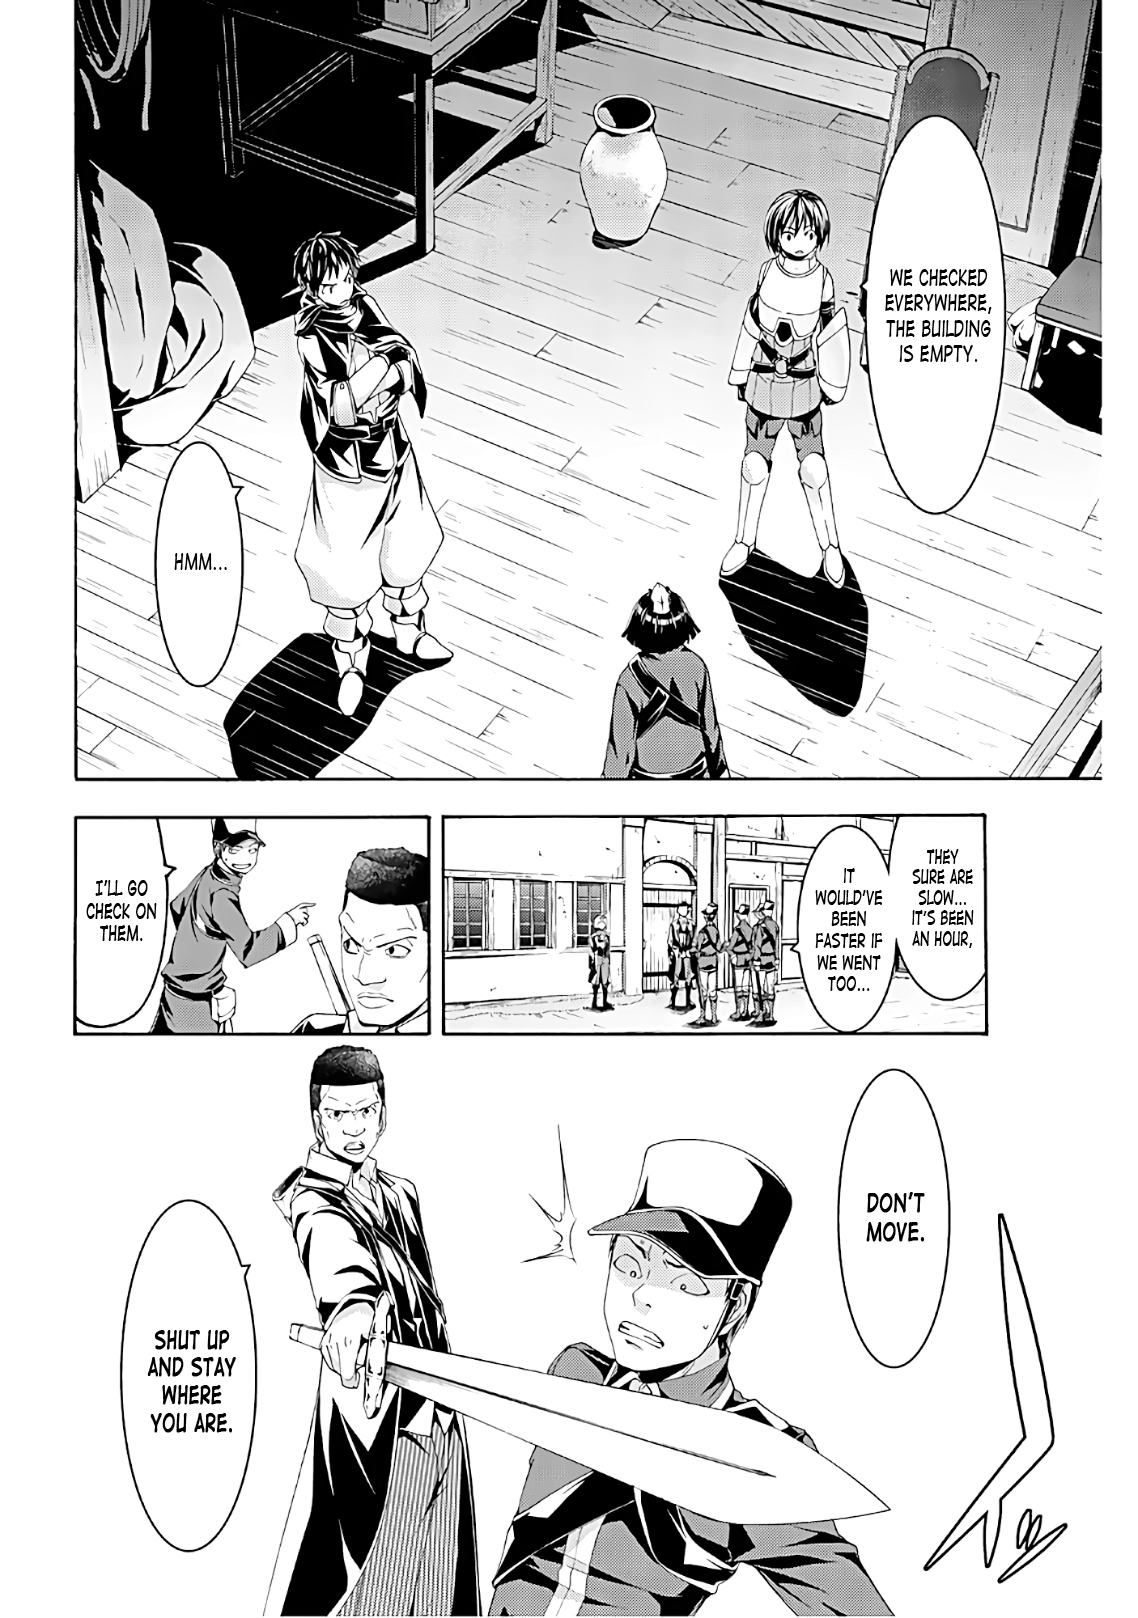 WE CHECKED
EVERYWHERE,
THE BUILDING
IS EMPTY.
HMM...
THEY
SURE ARE
SLOW...
IT'S BEEN
AN HOUR,
IT
WOULD'VE
BEEN
FASTER IF
WE WENT
TOO...
I'LL GO
CHECK ON
THEM.
DON'T
MOVE.
SHUT UP
AND STAY
WHERE
YOU ARE.